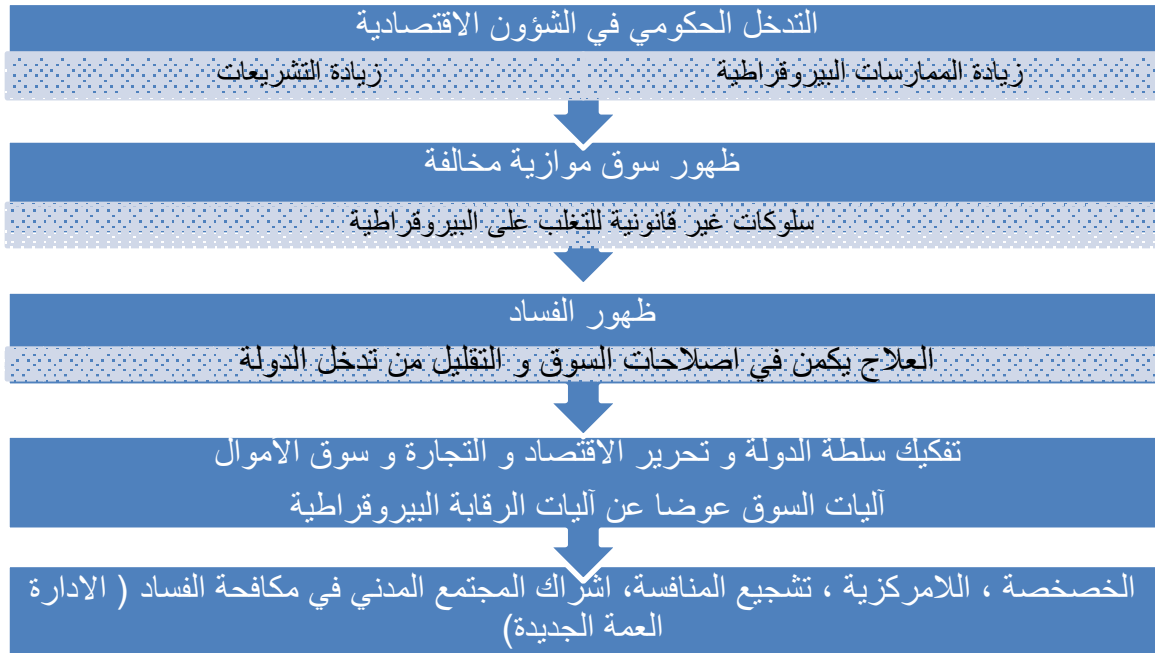 التدخل الحكومي في الشؤون الاقتصادية
زيادة الممارسات البيروقراطية زيادة التشريعات
ظهور سوق موازية مخالفة
سلوكات غير قانونية للتغلب على البيروقراطية
ظهور الفساد
العلاج يكمن في اصلاحات السوق و التقليل من تدخل الدولة
تفكيك سلطة الدولة و تحرير الاقتصاد و التجارة و سوق الأموال
آليات السوق عوضا عن آليات الرقابة البيروقراطية
الخصخصة ، اللامركزية ، تشجيع المنافسة، اشراك المجتمع المدني في مكافحة الفساد ( الادارة
العمة الجديدة)